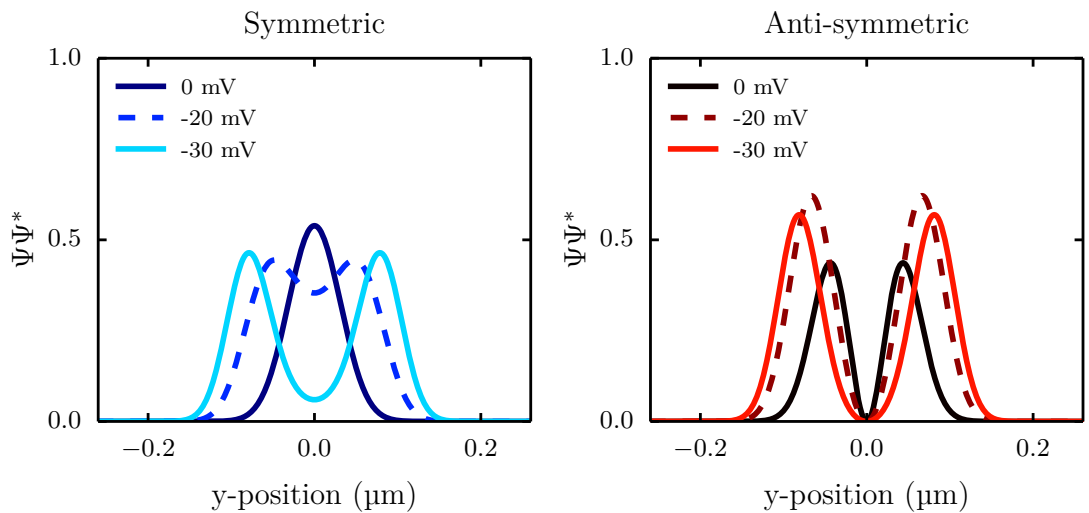 Symmetric
1.0
0 mV
-20 mV
-30 mV
ΨΨ*
0.5
0.0
−0.2 0.0 0.2
y-position (µm)
Anti-symmetric
1.0
0 mV
-20 mV
-30 mV
ΨΨ*
0.5
0.0
−0.2 0.0 0.2
y-position (µm)